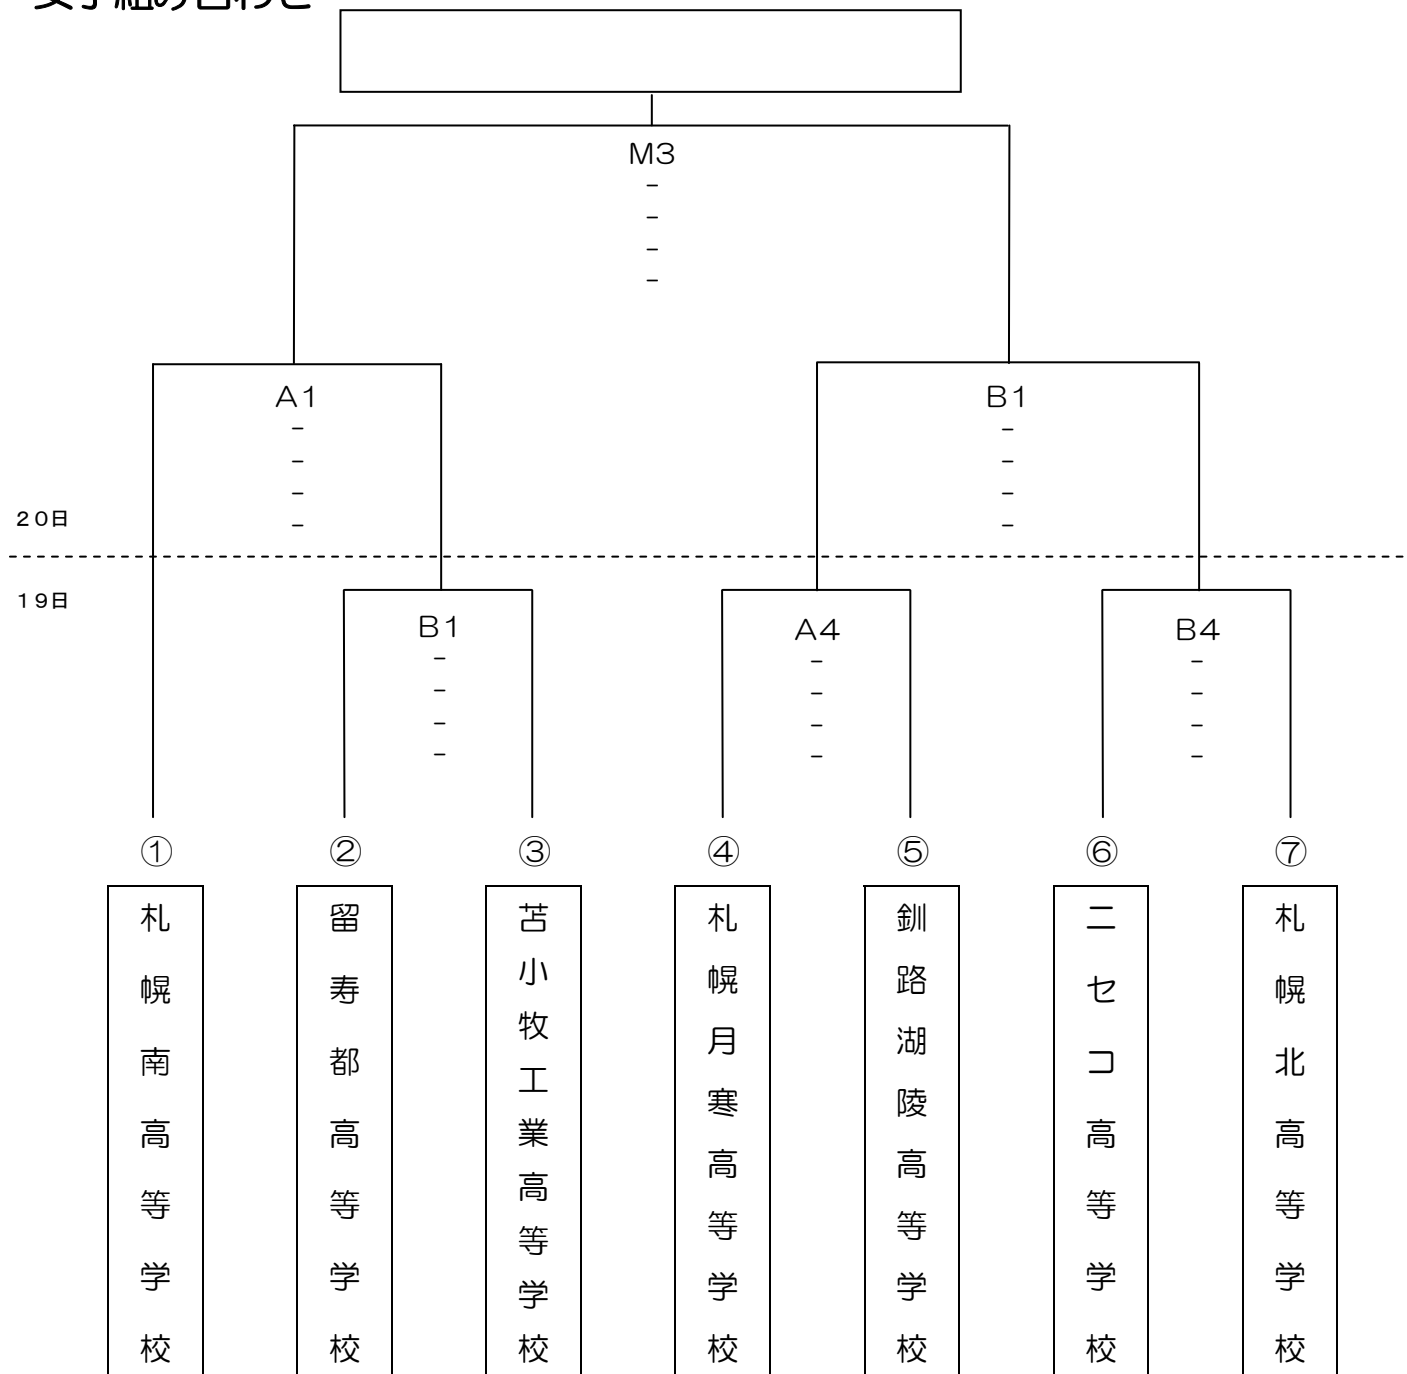 女子組み合わせ
M3
-
-
-
-
A1
-
-
-
-
B1
-
-
-
-
20日
19日
B1
-
-
-
-
A4
-
-
-
-
B4
-
-
-
-
① ② ③ ④ ⑤ ⑥ ⑦
札幌南高等学校
留寿都高等学校
苫小牧工業高等学校
札幌月寒高等学校
釧路湖陵高等学校
ニセコ高等学校
札幌北高等学校